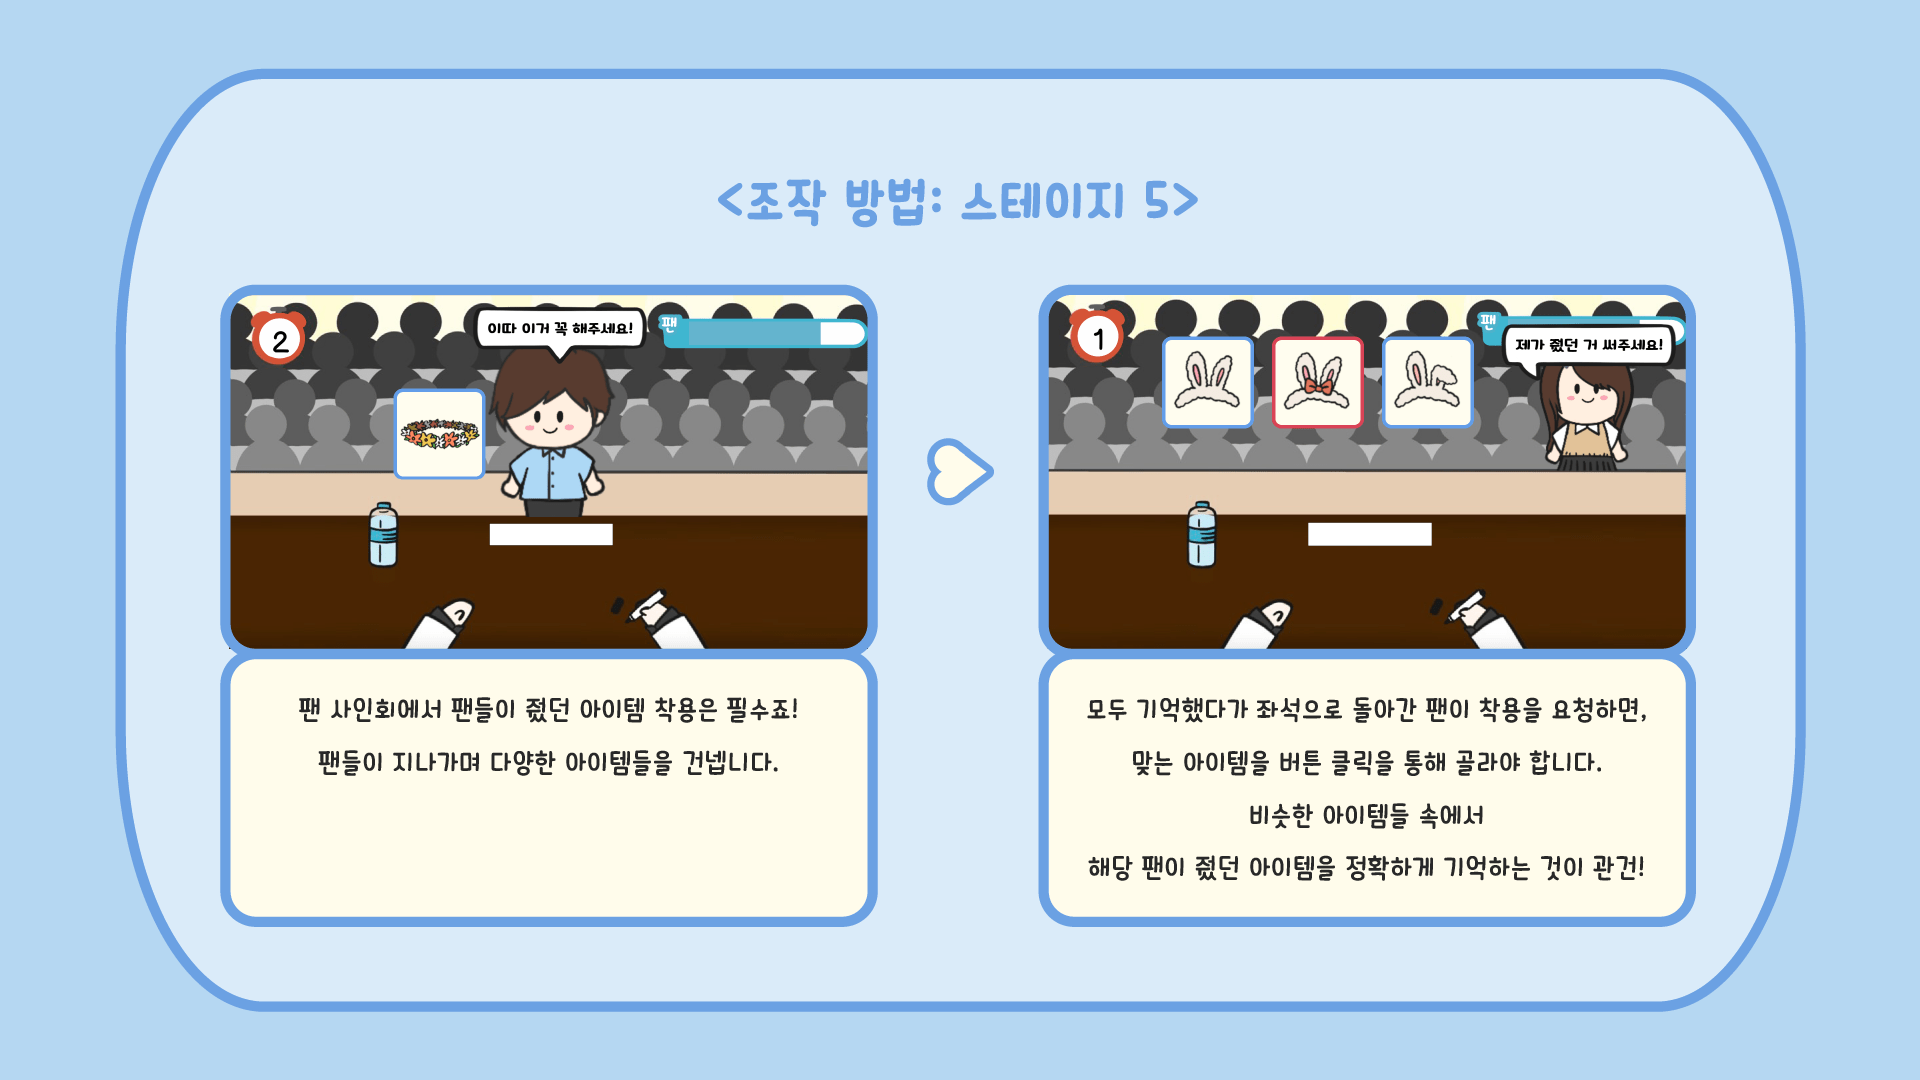 <조작 방법: 스테이지 5>
2
이따 이거 꼭 해주세요!
팬
1
팬
제가 줬던 거 써주세요!
팬 사인회에서 팬들이 줬던 아이템 착용은 필수죠!
팬들이 지나가며 다양한 아이템들을 건넵니다.
모두 기억했다가 좌석으로 돌아간 팬이 착용을 요청하면,
맞는 아이템을 버튼 클릭을 통해 골라야 합니다.
비슷한 아이템들 속에서
해당 팬이 줬던 아이템을 정확하게 기억하는 것이 관건!